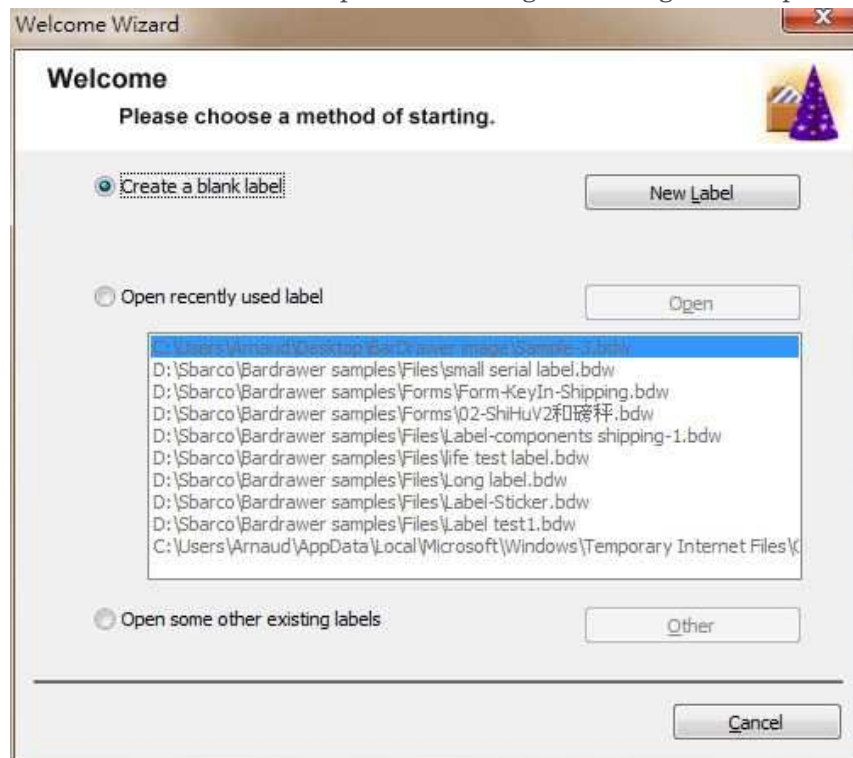 Welcome Wizard
Welcome
Please choose a method of starting.
Create a blank label
New Label
Open recently used label
Open
C:\Users\Arnaud\Desktop\BarDrawer image\Sample-3.bdw
D:\Sbarco\Bardrawer samples\Files\small serial label.bdw
D:\Sbarco\Bardrawer samples\Forms\Form-KeyIn-Shipping.bdw
D:\Sbarco\Bardrawer samples\Forms\02-ShiHuV2和磅秤.bdw
D:\Sbarco\Bardrawer samples\Files\Label-components shipping-1.bdw
D:\Sbarco\Bardrawer samples\Files\life test label.bdw
D:\Sbarco\Bardrawer samples\Files\Long label.bdw
D:\Sbarco\Bardrawer samples\Files\Label-Sticker.bdw
D:\Sbarco\Bardrawer samples\Files\Label test1.bdw
C:\Users\Arnaud\AppData\Local\Microsoft\Windows\Temporary Internet Files\C
Open some other existing labels
Other
Cancel